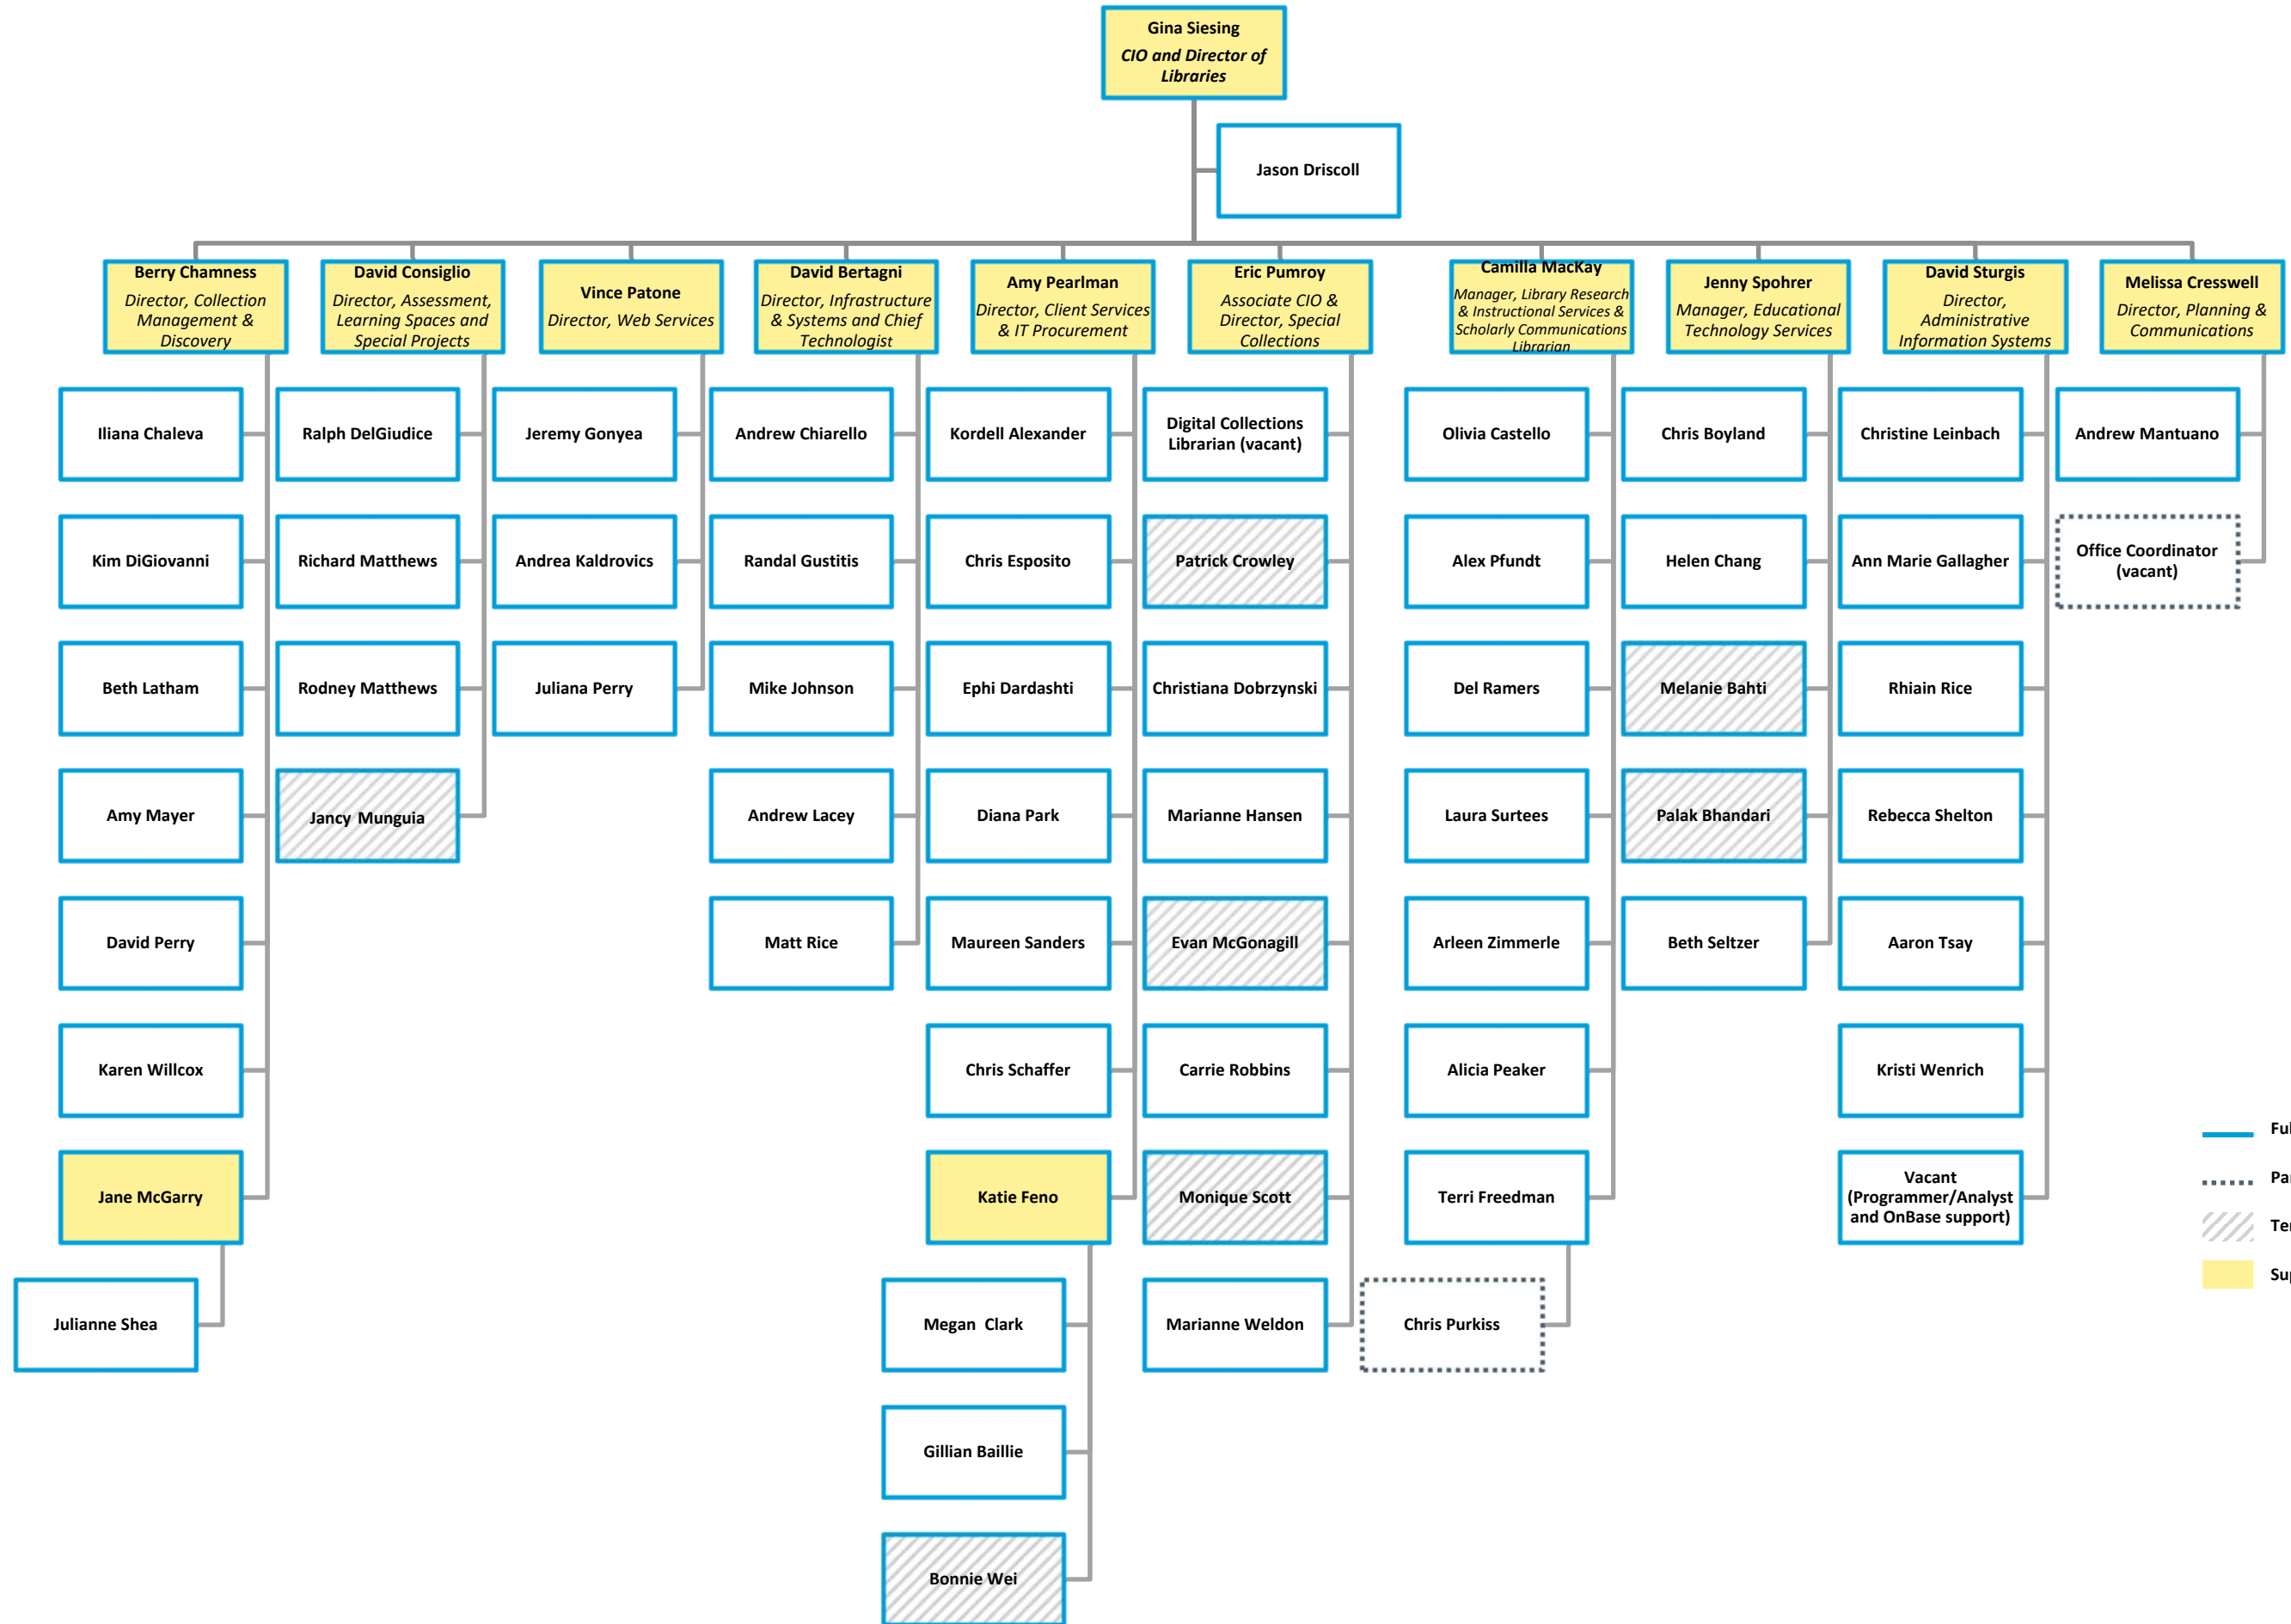 Gina Siesing
CIO and Director of
Libraries
Jason Driscoll
Berry Chamness
Director, Collection
Management &
Discovery
David Consiglio
Director, Assessment,
Learning Spaces and
Special Projects
Vince Patone
Director, Web Services
David Bertagni
Director, Infrastructure
& Systems and Chief
Technologist
Amy Pearlman
Director, Client Services
& IT Procurement
Eric Pumroy
Associate CIO &
Director, Special
Collections
Camilla MacKay
Manager, Library Research
& Instructional Services &
Scholarly Communications
Librarian
Jenny Spohrer
Manager, Educational
Technology Services
David Sturgis
Director,
Administrative
Information Systems
Melissa Cresswell
Director, Planning &
Communications
Iliana Chaleva
Ralph DelGiudice
Jeremy Gonyea
Andrew Chiarello
Kordell Alexander
Digital Collections
Librarian (vacant)
Olivia Castello
Chris Boyland
Christine Leinbach
Andrew Mantuano
Kim DiGiovanni
Richard Matthews
Andrea Kaldrovics
Randal Gustitis
Chris Esposito
Patrick Crowley
Alex Pfundt
Helen Chang
Ann Marie Gallagher
Office Coordinator
(vacant)
Beth Latham
Rodney Matthews
Juliana Perry
Mike Johnson
Ephi Dardashti
Christiana Dobrzynski
Del Ramers
Melanie Bahti
Rhiain Rice
Amy Mayer
Jancy Munguia
Andrew Lacey
Diana Park
Marianne Hansen
Laura Surtees
Palak Bhandari
Rebecca Shelton
David Perry
Matt Rice
Maureen Sanders
Evan McGonagill
Arleen Zimmerle
Beth Seltzer
Aaron Tsay
Karen Willcox
Chris Schaffer
Carrie Robbins
Alicia Peaker
Kristi Wenrich
Jane McGarry
Katie Feno
Monique Scott
Terri Freedman
Vacant
(Programmer/Analyst
and OnBase support)
Julianne Shea
Megan Clark
Marianne Weldon
Chris Purkiss
Gillian Baillie
Bonnie Wei